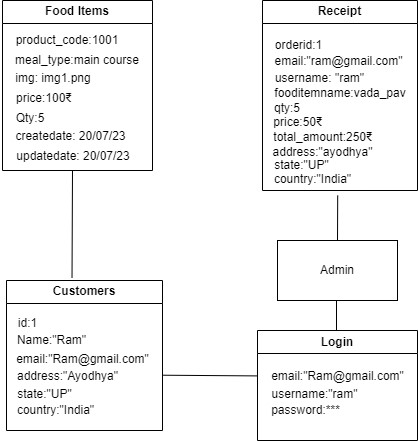 Food Items
product_code:1001
meal_type:main course
img: img1.png
price:100₹
Qty:5
createdate: 20/07/23
updatedate: 20/07/23
Receipt
orderid:1
email:"ram@gmail.com"
username: "ram"
fooditemname:vada_pav
qty:5
price:50₹
total_amount:250₹
address:"ayodhya"
state:"UP"
country:"India"
Admin
Customers
id:1
Name:"Ram"
email:"Ram@gmail.com"
address:"Ayodhya"
state:"UP"
country:"India"
Login
email:"Ram@gmail.com"
username:"ram"
password:***